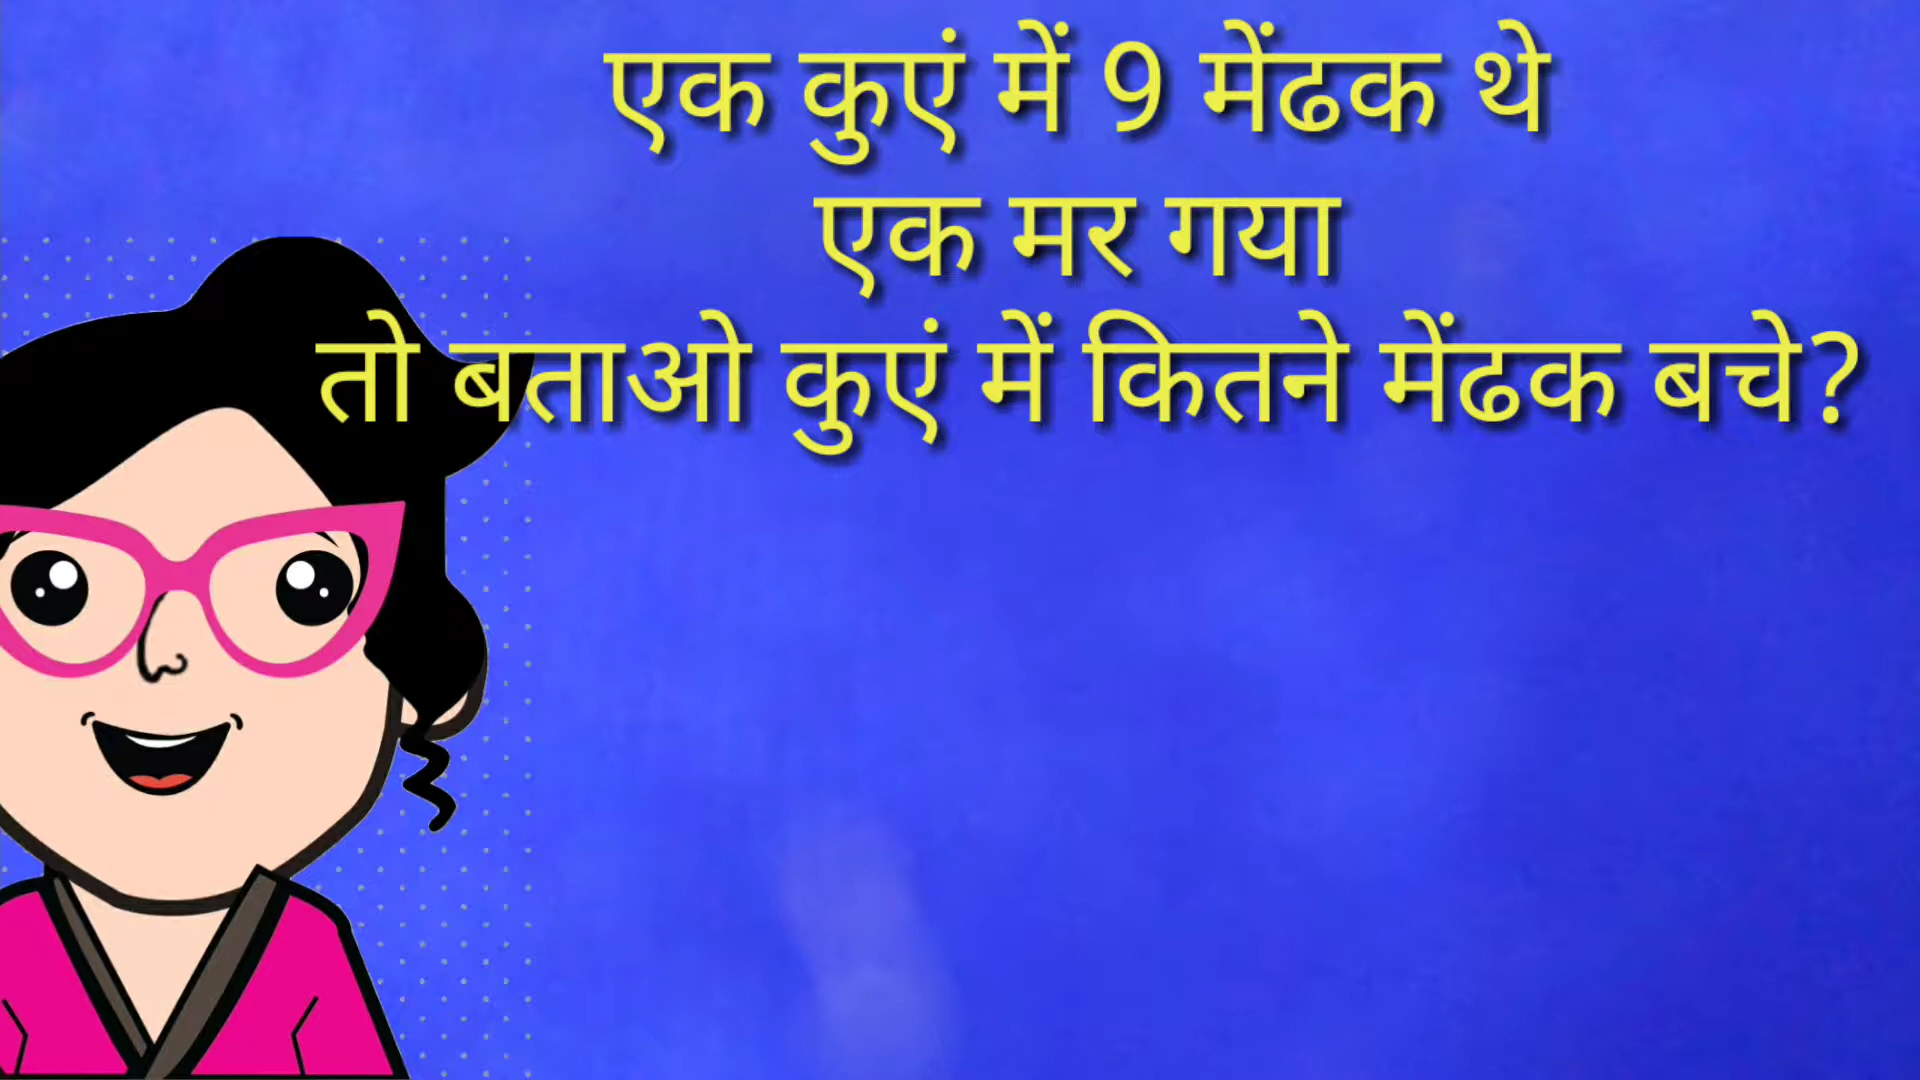 एक कुएं में 9 मेंढक थे
एक मर गया
तो बताओ कुएं में कितने मेंढक बचे?